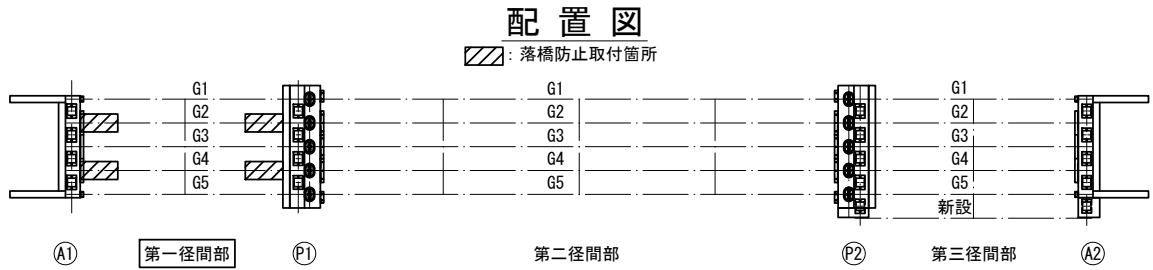 配置図
: 落橋防止取付箇所
G1 G1 G1
G2 G2 G2
G3 G3 G3
G4 G4 G4
G5 G5 G5
新設
A1 第一径間部 P1 第二径間部 P2 第三径間部 A2